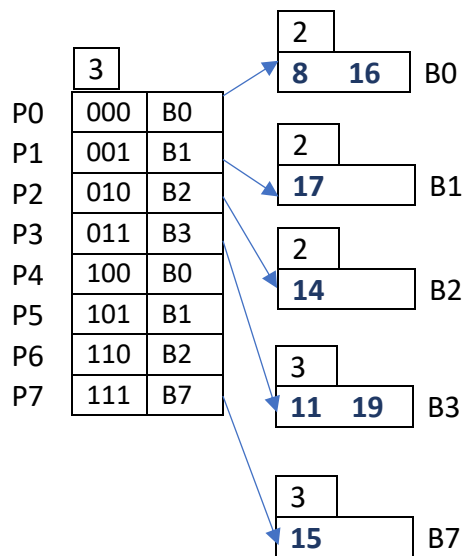 3
P0 000 B0
P1 001 B1
P2 010 B2
P3 011 B3
P4 100 B0
P5 101 B1
P6 110 B2
P7 111 B7
2
8 16 B0
2
17 B1
2
14 B2
3
11 19 B3
3
15 B7